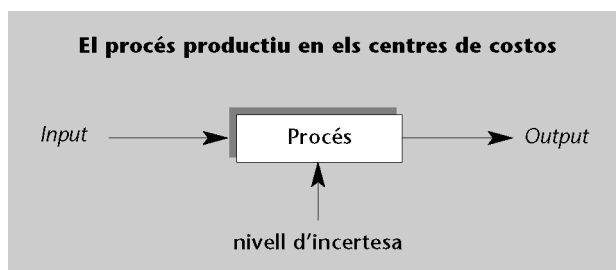 El procés productiu en els centres de costos
Input
Procés
Output
nivell d'incertesa